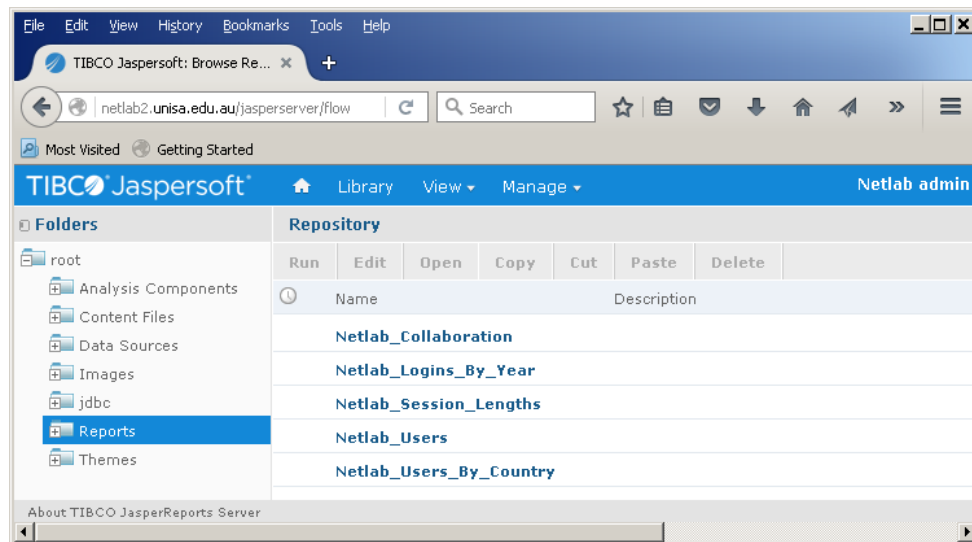 File Edit View History Bookmarks Tools Help
TIBCO Jaspersoft: Browse Re...
netlab2.unisa.edu.au/jasperserver/flow Search
Most Visited Getting Started
TIBCO Jaspersoft Library View Manage Netlab admin
Folders Repository
root Run Edit Open Copy Cut Paste Delete
Analysis Components Name Description
Content Files
Data Sources
Images
jdbc
Reports
Themes
Netlab_Collaboration
Netlab_Logins_By_Year
Netlab_Session_Lengths
Netlab_Users
Netlab_Users_By_Country
About TIBCO JasperReports Server